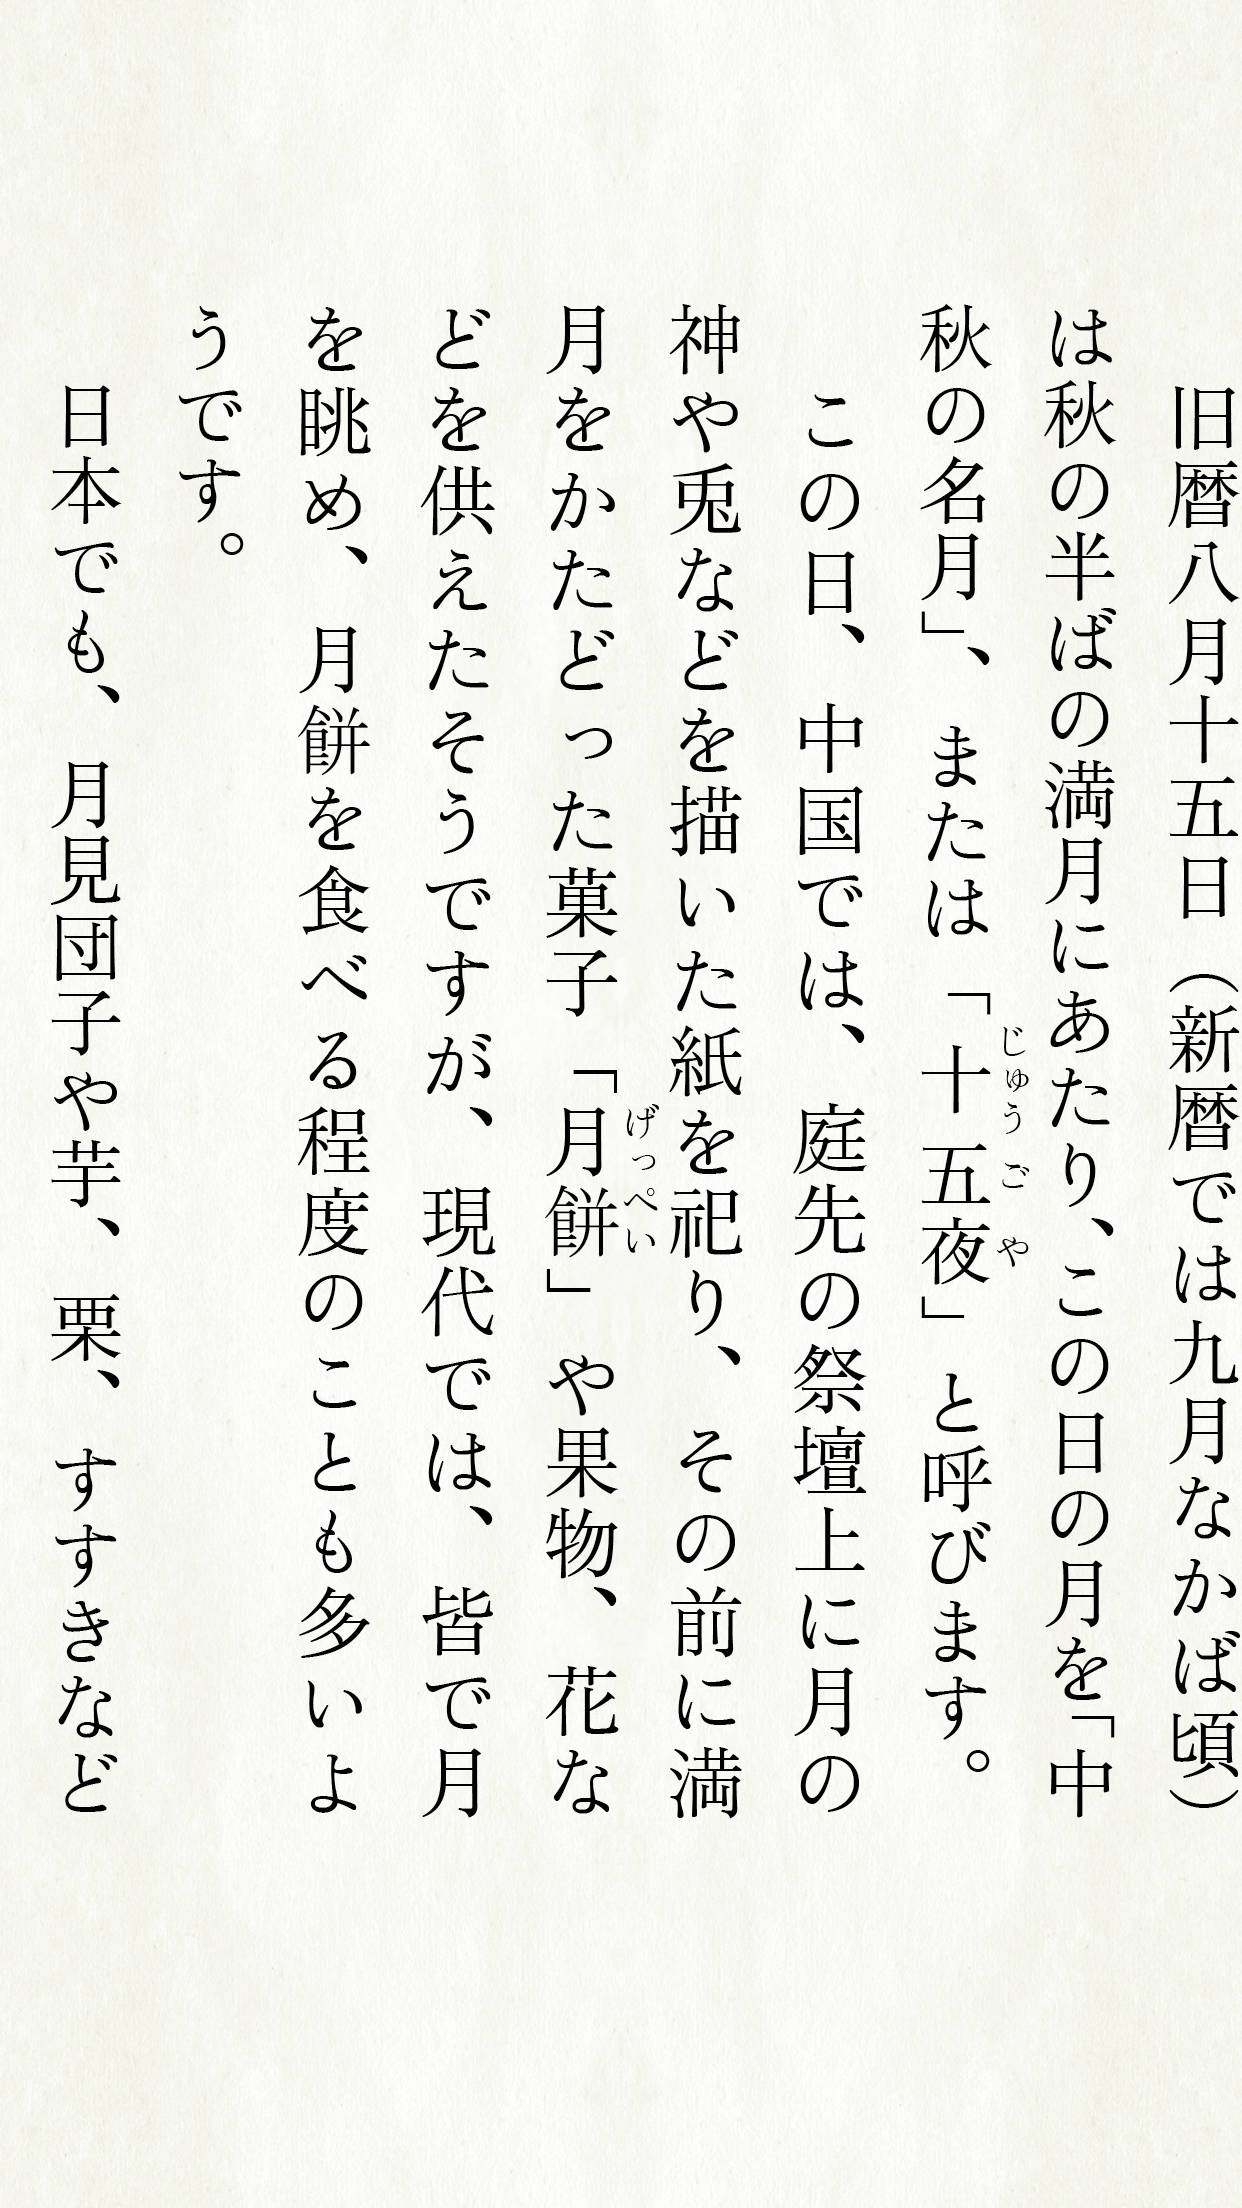 旧暦八月十五日（新暦では九月なかば頃）
は秋の半ばの満月にあたり、この日の月を「中
秋の名月」、または「十五夜」と呼びます。
じゅうごや
この日、中国では、庭先の祭壇上に月の
神や兎などを描いた紙を祀り、その前に満
月をかたどった菓子「月餅」や果物、花な
げっぺい
どを供えたそうですが、現代では、皆で月
を眺め、月餅を食べる程度のことも多いよ
うです。
日本でも、月見団子や芋、栗、すすきなど